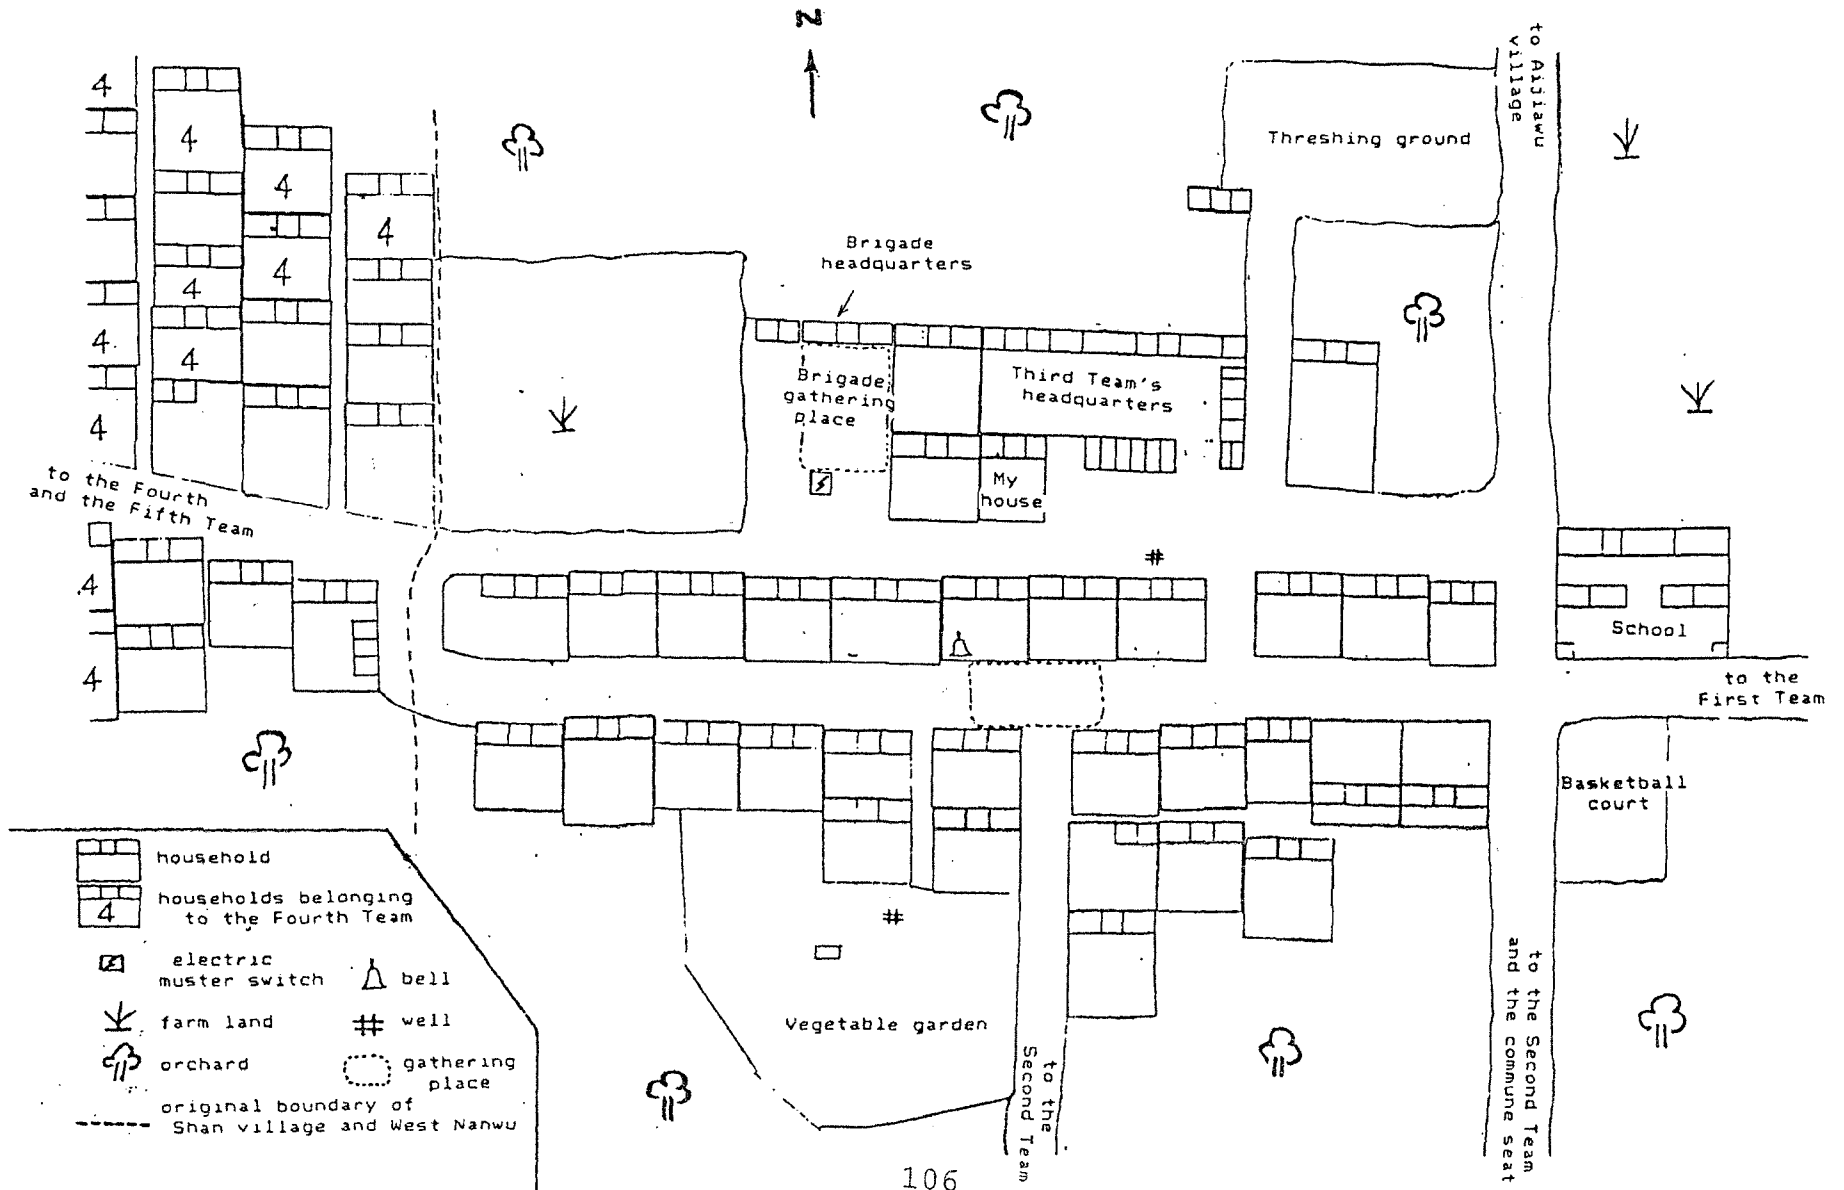 N
to Aijiawu
village
4
4
4
4
4
4
4
4
4
4
4
4
Threshing ground
Brigade
headquarters
Brigade
gathering
place
Third Team's
headquarters
My
house
to the Fourth
and the Fifth Team
School
to the
First Team
Basketball
court
household
households belonging
to the Fourth Team
4
electric
muster switch
bell
farm land
well
orchard
gathering
place
original boundary of
Shan village and West Nanwu
Vegetable garden
to the
Second Team
to the Second Team
and the commune seat
106